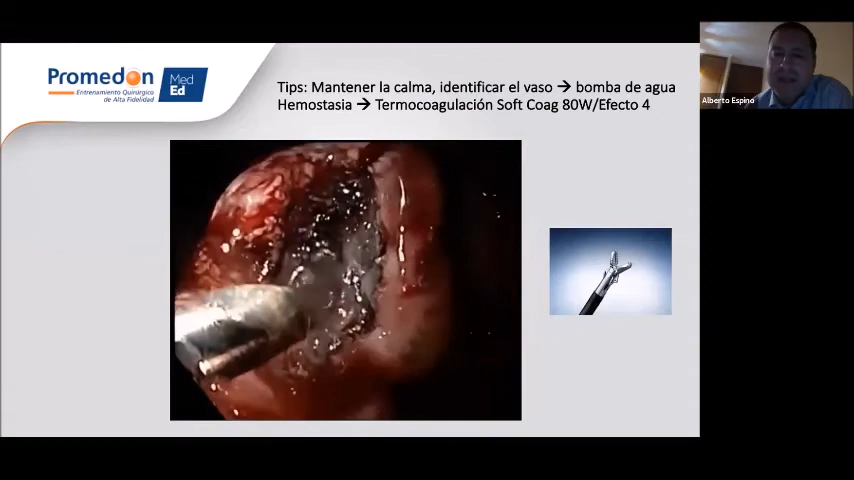 Promedon
Entrenamiento Quirúrgico
de Alta Fidelidad
Med
Ed
Tips: Mantener la calma, identificar el vaso → bomba de agua
Hemostasia → Termocoagulación Soft Coag 80W/Efecto 4
Alberto Espino